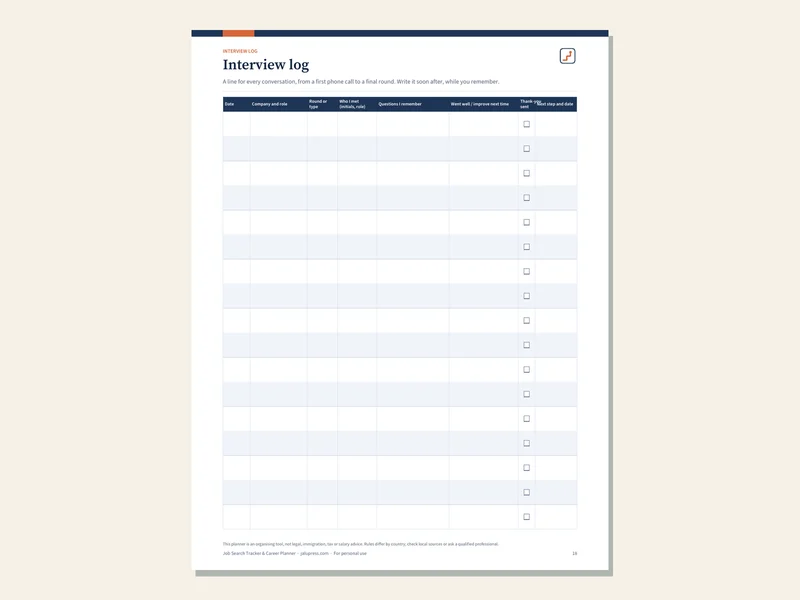 INTERVIEW LOG
Interview log
A line for every conversation, from a first phone call to a final round. Write it soon after, while you remember.
Date
Company and role
Round or
type
Who I met
(initials, role)
Questions I remember
Went well / improve next time
Thank you
sent
Next step and date
This planner is an organising tool, not legal, immigration, tax or salary advice. Rules differ by country; check local sources or ask a qualified professional.
Job Search Tracker & Career Planner · For personal use